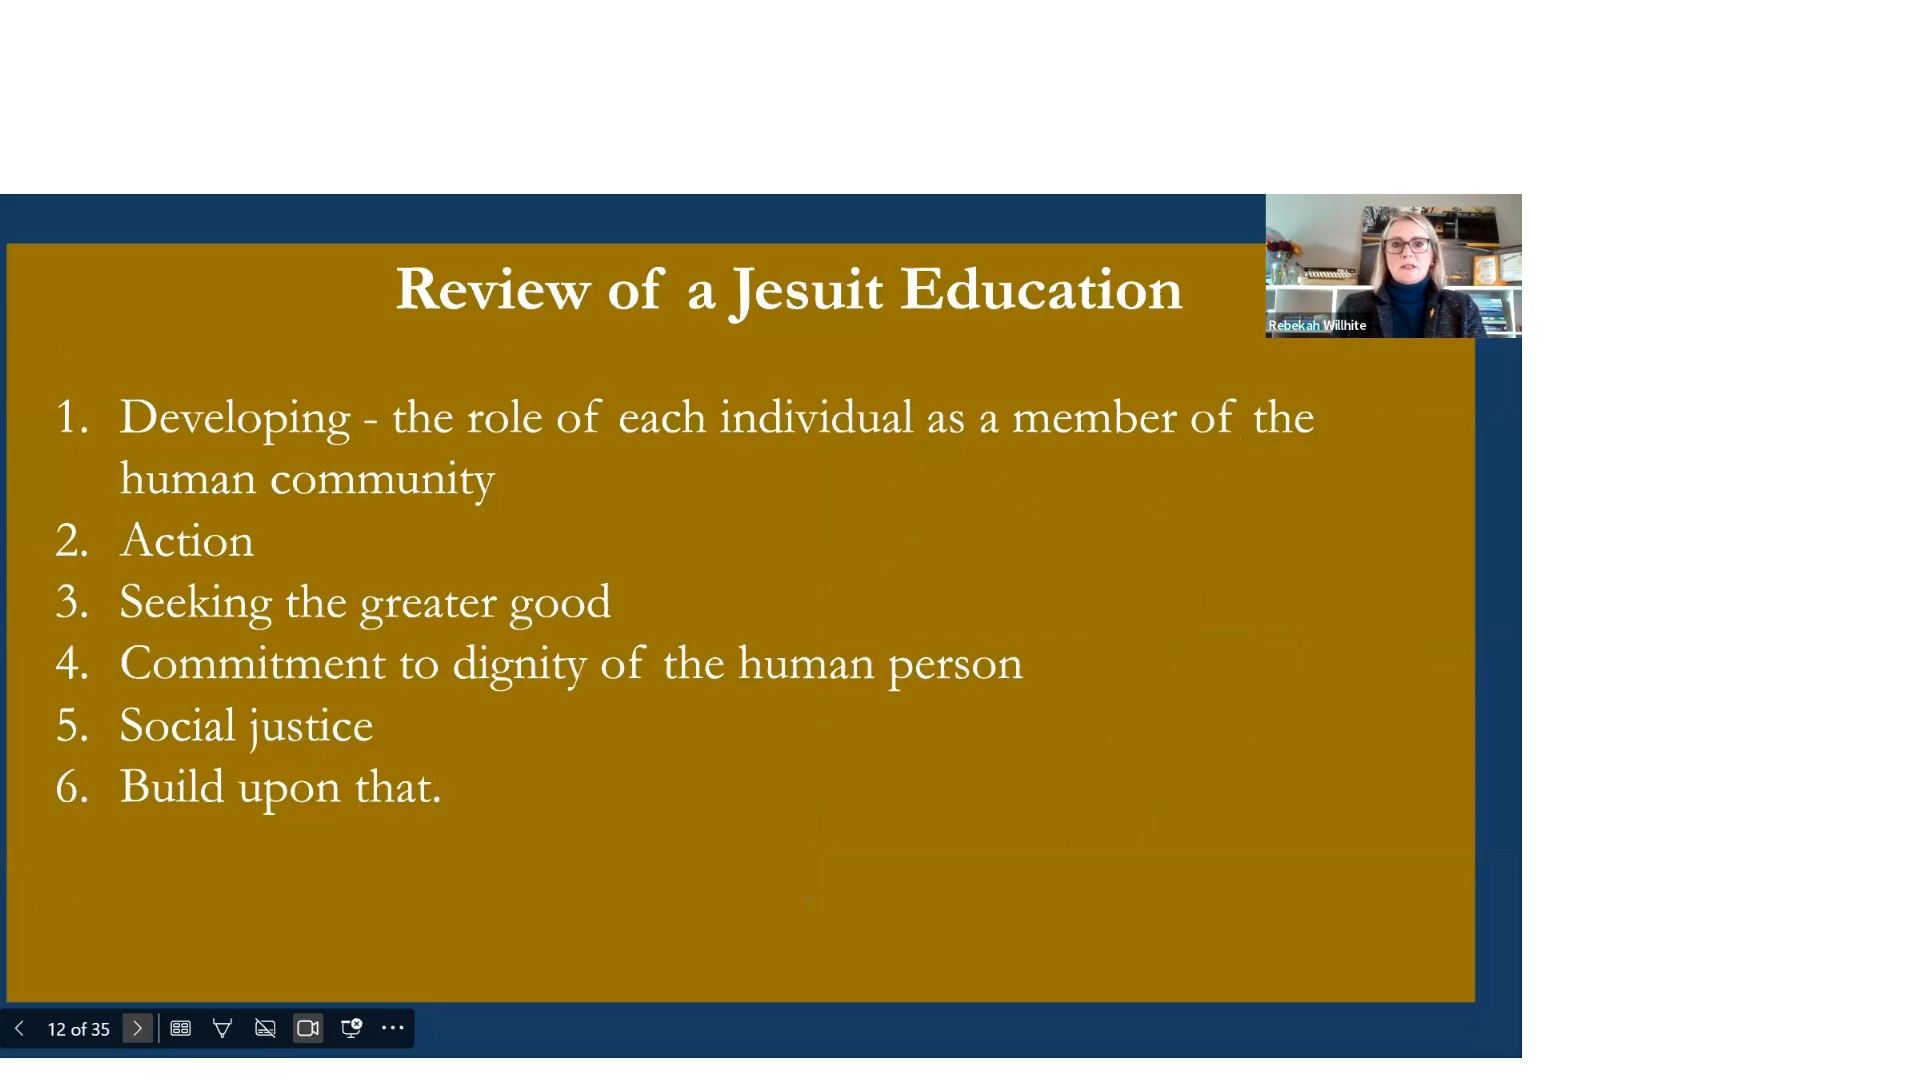 Review of a Jesuit Education
Rebekah Willhite
1. Developing - the role of each individual as a member of the
human community
2. Action
3. Seeking the greater good
4. Commitment to dignity of the human person
5. Social justice
6. Build upon that.
12 of 35